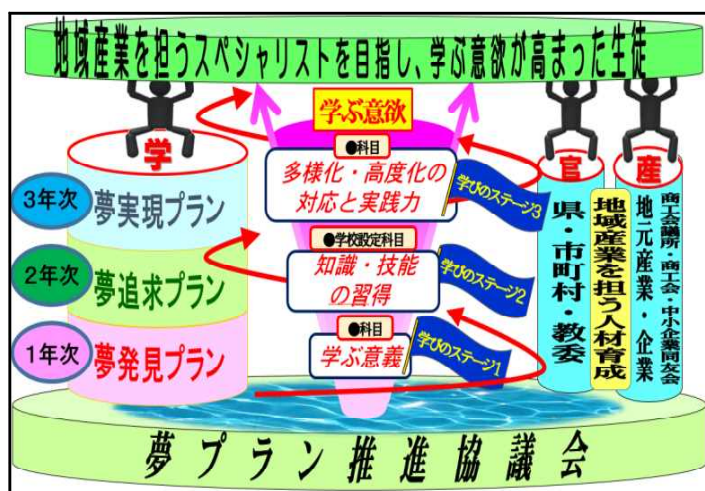 地域産業を担うスペシャリストを目指し、学ぶ意欲が高まった生徒
学ぶ意欲
学
官
産
●科目
多様化・高度化の
対応と実践力
学びのステージ3
3年次
夢実現プラン
●学校設定科目
知識・技能
の習得
学びのステージ2
2年次
夢追求プラン
●科目
学ぶ意義
学びのステージ1
1年次
夢発見プラン
県・市町村・教委
地域産業を担う人材育成
地元産業・企業
商工会議所・商工会・中小企業同友会
夢プラン推進協議会